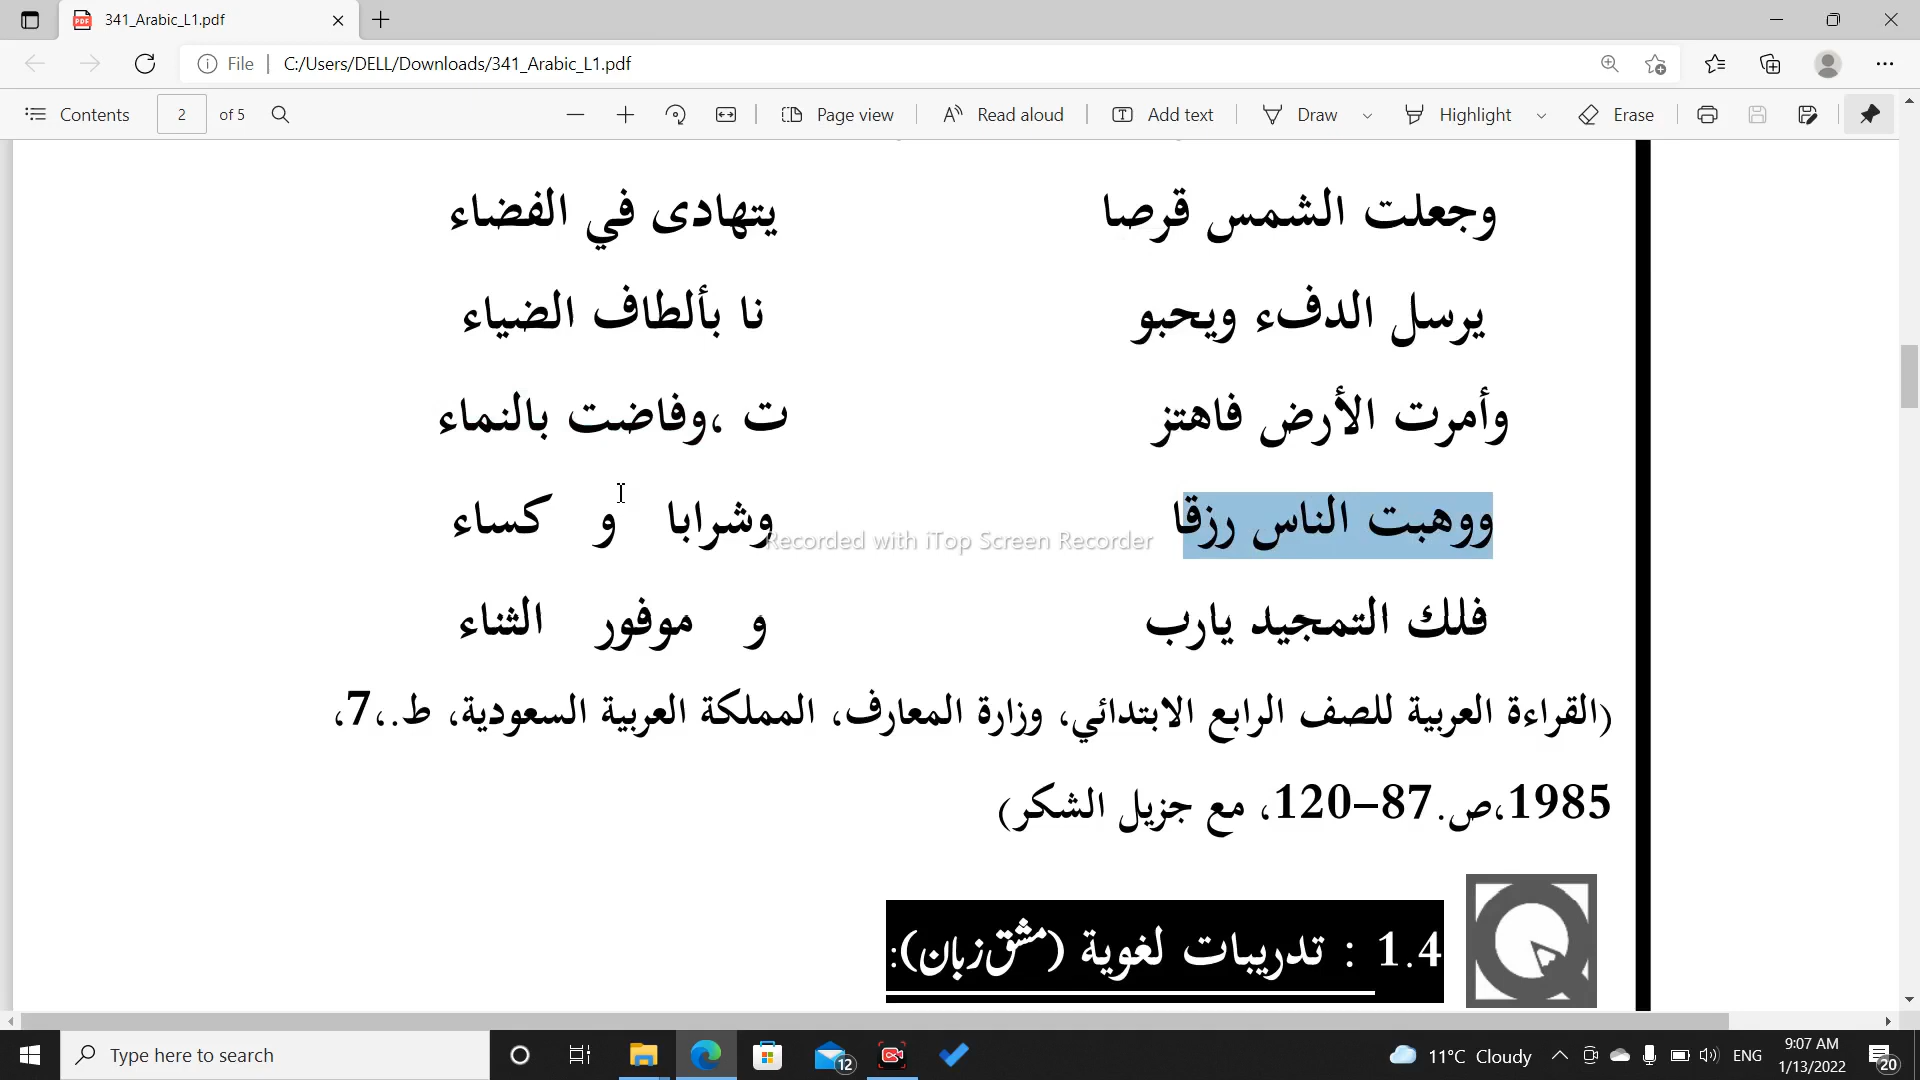 341_Arabic_L1.pdf
File
C:/Users/DELL/Downloads/341_Arabic_L1.pdf
Contents 2 of 5 Page view Read aloud Add text Draw Highlight Erase
وجعلت الشمس قرصا يتهادى في الفضاء
يرسل الدفء ويحبو نا بألطاف الضياء
وأمرت الأرض فاهتز ت ،وفاضت بالنماء
ووهبت الناس رزقا وشرابا و كساء
Recorded with iTop Screen Recorder
فلك التمجيد يارب و موفور الثناء
(القراءة العربية للصف الرابع الابتدائي، وزارة المعارف، المملكة العربية السعودية، ط.،7،
1985،ص.87–120، مع جزيل الشكر)
1.4 : تدريبات لغوية (مشق زبان):
Type here to search
12
11°C Cloudy
ENG
9:07 AM
1/13/2022
20